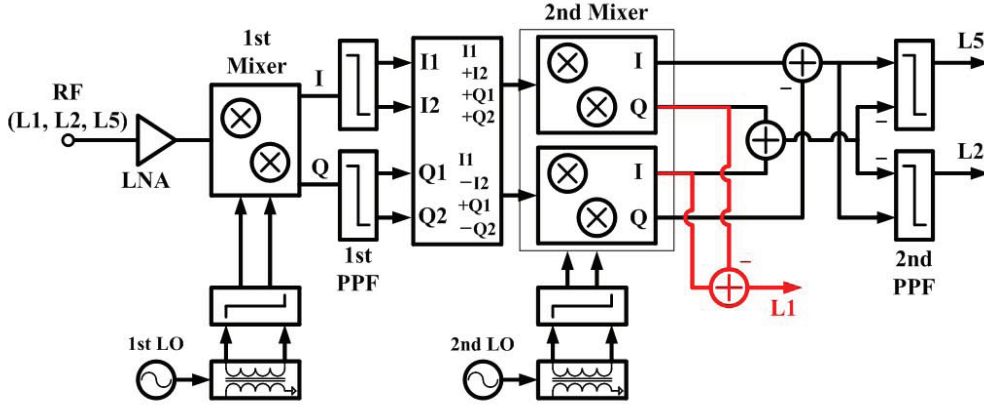 2nd Mixer
1st
Mixer
RF
(L1, L2, L5)
LNA
I
Q
I1
I2
Q1
Q2
I1
+I2
+Q1
+Q2
I1
−I2
+Q1
−Q2
I
Q
I
Q
−
−
−
−
L5
L2
L1
1st
PPF
2nd
PPF
1st LO
2nd LO